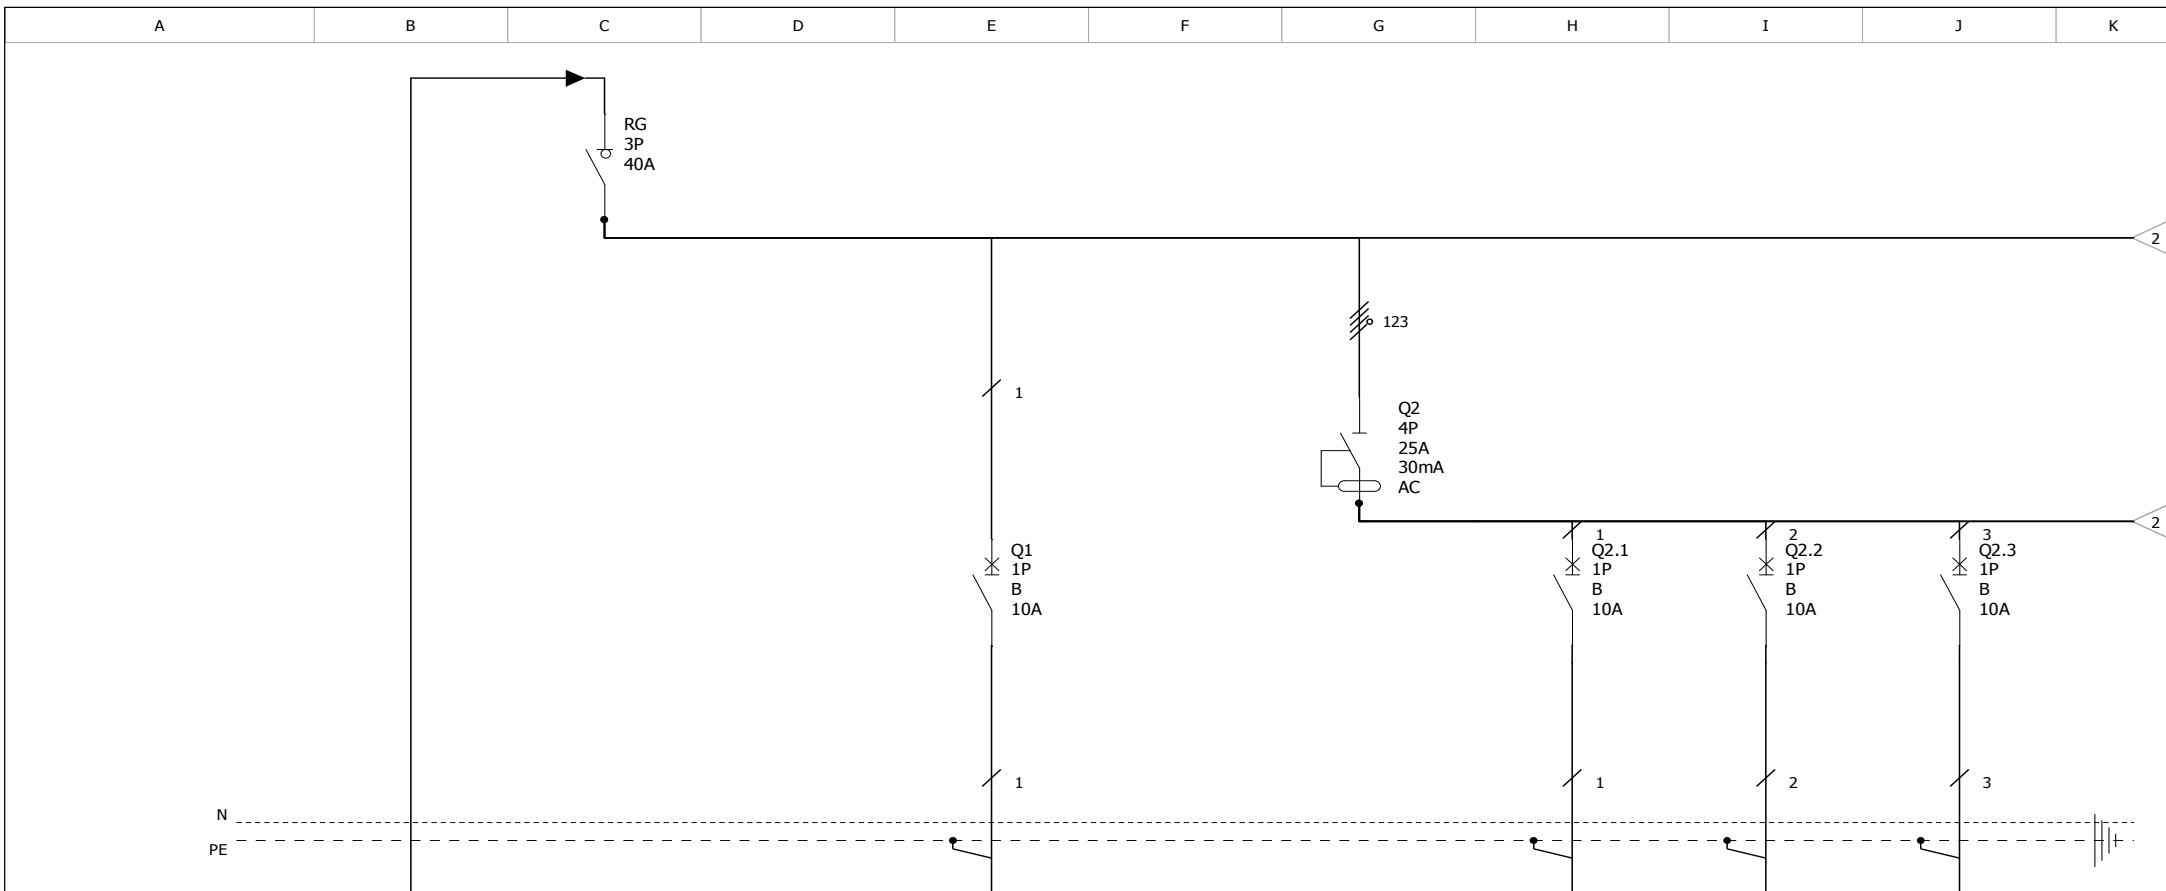 A B C D E F G H I J K
RG
3P
40A
2
123
1
Q2
4P
25A
30mA
AC
2
1
2
3
Q1
1P
B
10A
Q2.1
1P
B
10A
Q2.2
1P
B
10A
Q2.3
1P
B
10A
1
1
2
3
N
PE